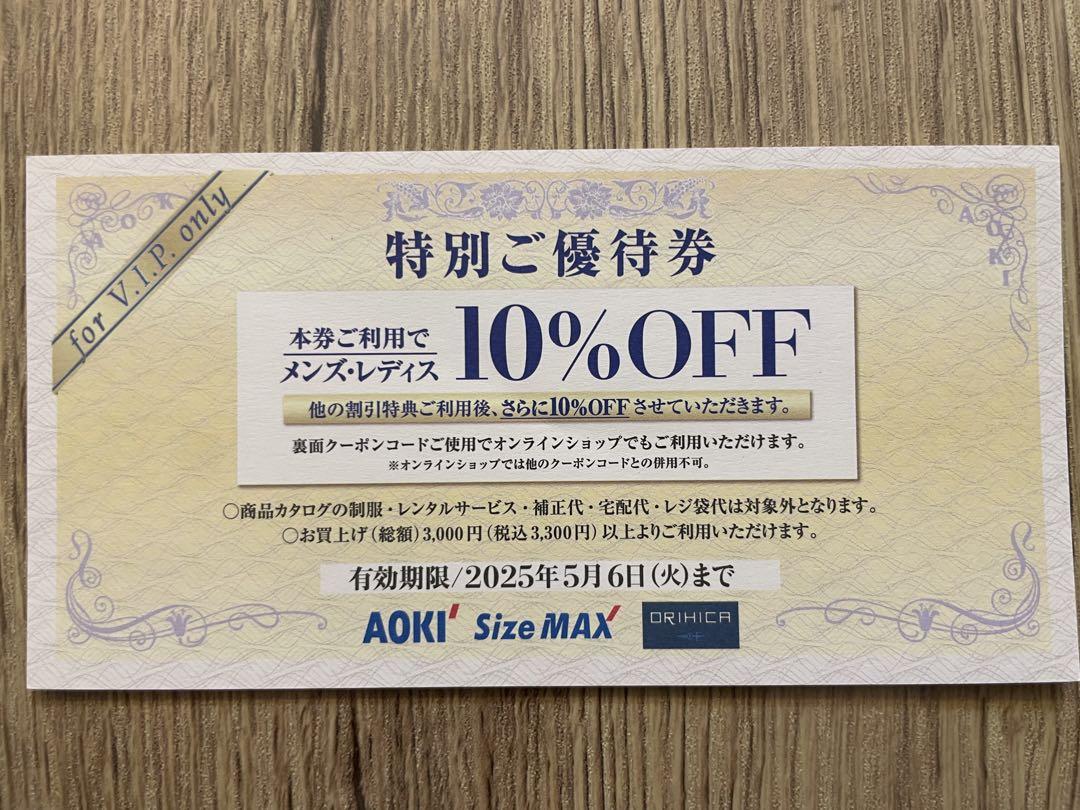 for V.I.P. only
AOKI
AOKI
特別ご優待券
本券ご利用で
メンズ・レディス
10%OFF
他の割引特典ご利用後、さらに10%OFFさせていただきます。
裏面クーポンコードご使用でオンラインショップでもご利用いただけます。
※オンラインショップでは他のクーポンコードとの併用不可。
○商品カタログの制服・レンタルサービス・補正代・宅配代・レジ袋代は対象外となります。
○お買上げ(総額)3,000円(税込3,300円)以上よりご利用いただけます。
有効期限/2025年5月6日(火)まで
AOKI Size MAX ORIHICA